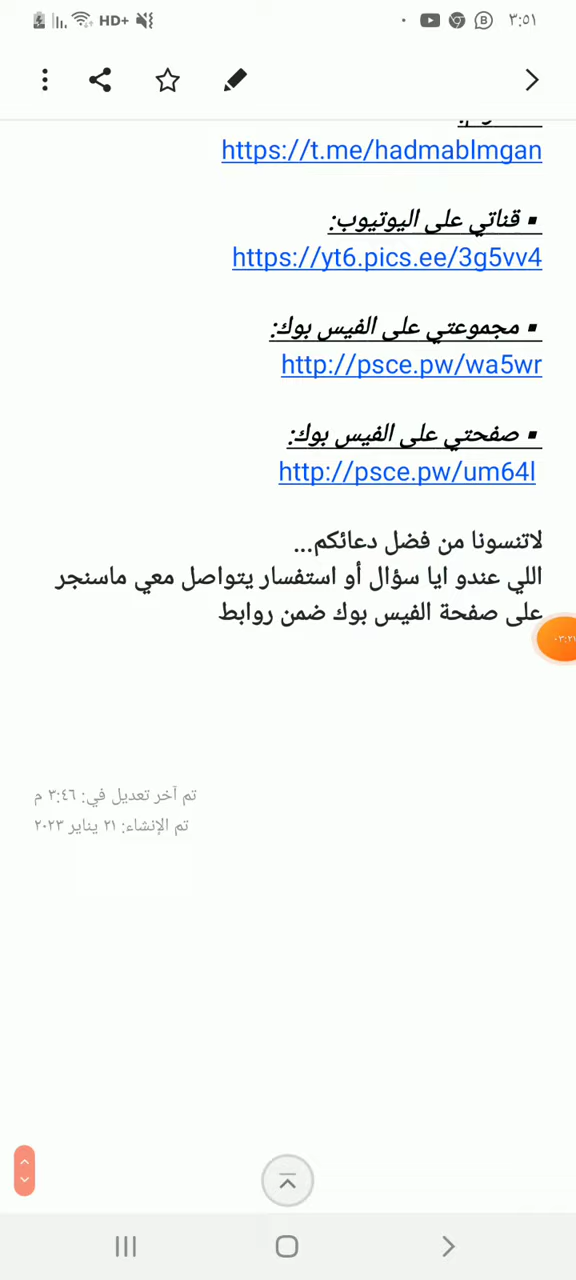 HD+
٣:٥١
https://t.me/hadmablmgan
▪ قناتي على اليوتيوب:
https://yt6.pics.ee/3g5vv4
▪ مجموعتي على الفيس بوك:
http://psce.pw/wa5wr
▪ صفحتي على الفيس بوك:
http://psce.pw/um64l
لاتنسونا من فضل دعائكم...
اللي عندو ايا سؤال أو استفسار يتواصل معي ماسنجر
على صفحة الفيس بوك ضمن روابط
تم آخر تعديل في: ٣:٤٦ م
تم الإنشاء: ٢١ يناير ٢٠٢٣